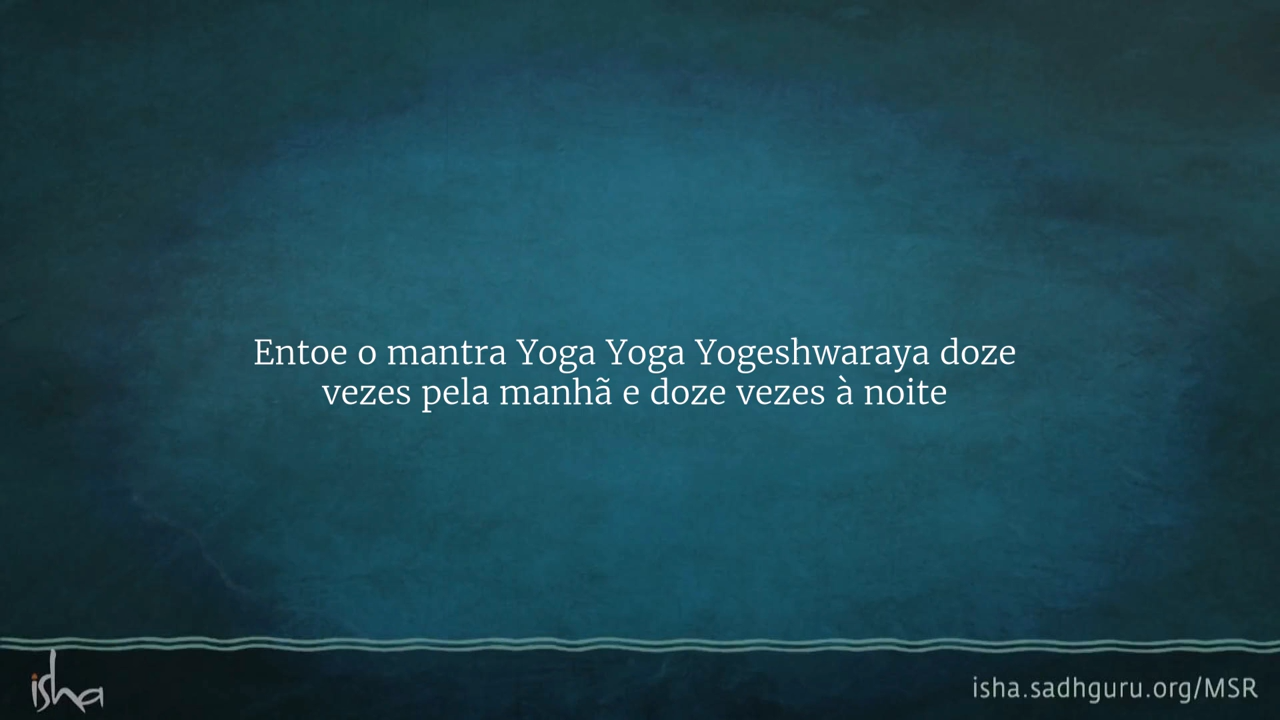 Entoe o mantra Yoga Yoga Yogeshwaraya doze
vezes pela manhã e doze vezes à noite
isha
isha.sadhguru.org/MSR